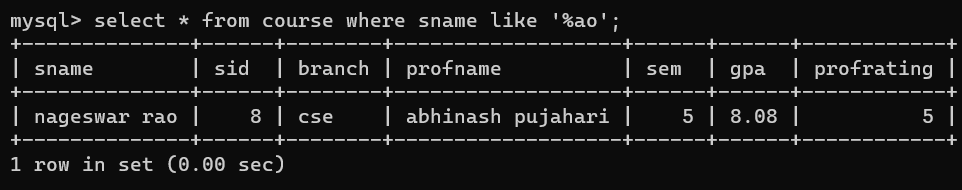 mysql> select * from course where sname like '%ao';
+--------------+------+--------+-------------------+------+------+------------+
| sname        | sid  | branch | profname          | sem  | gpa  | profrating |
+--------------+------+--------+-------------------+------+------+------------+
| nageswar rao |    8 | cse    | abhinash pujahari |    5 | 8.08 |          5 |
+--------------+------+--------+-------------------+------+------+------------+
1 row in set (0.00 sec)